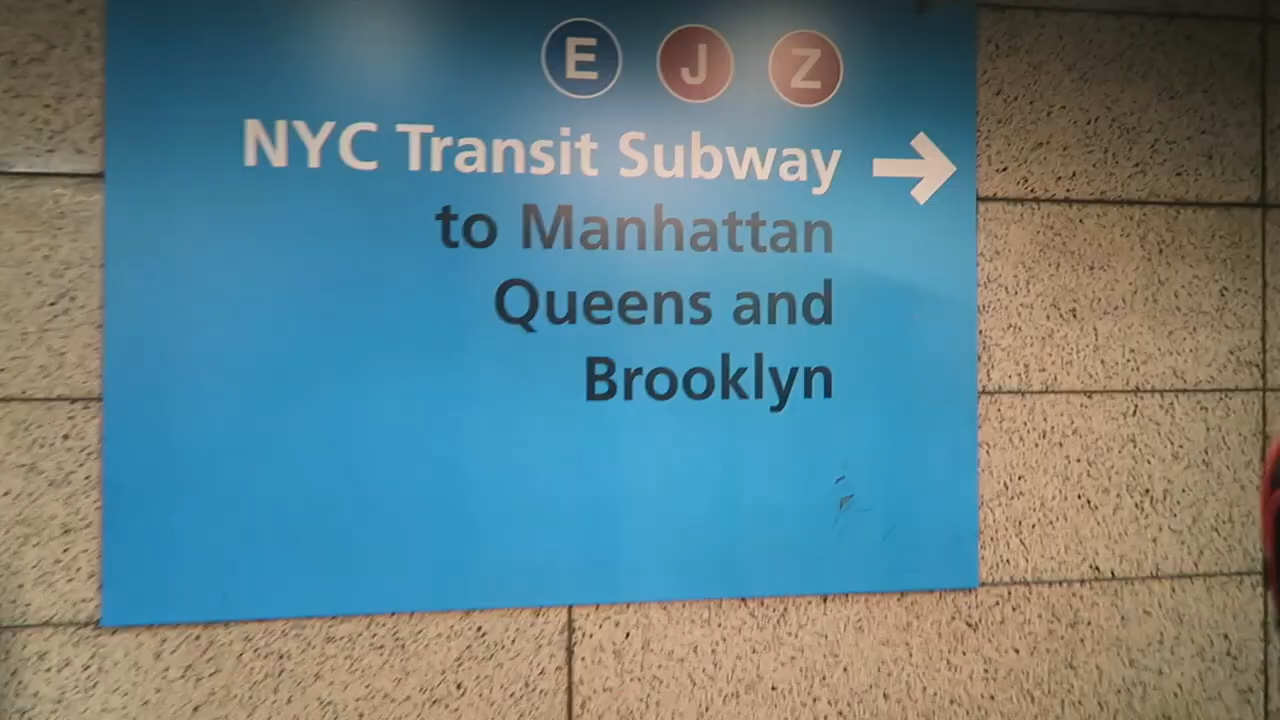 E J Z
NYC Transit Subway
to Manhattan
Queens and
Brooklyn